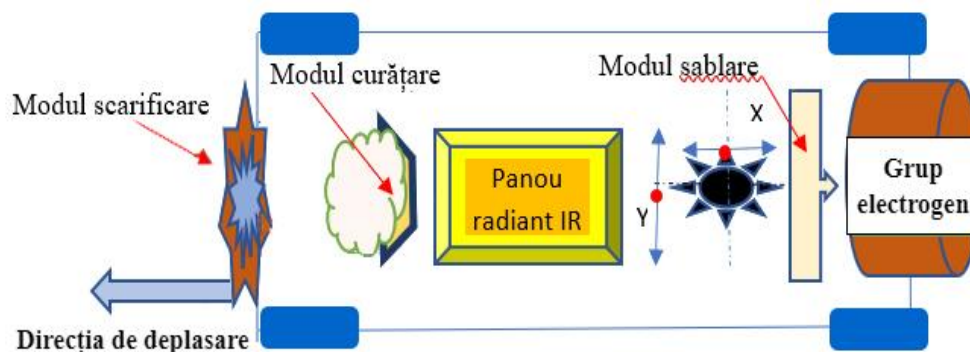 Modul scarificare
Modul curățare
Modul sablare
X
Y
Panou
radiant IR
Grup
electrogen
Direcția de deplasare